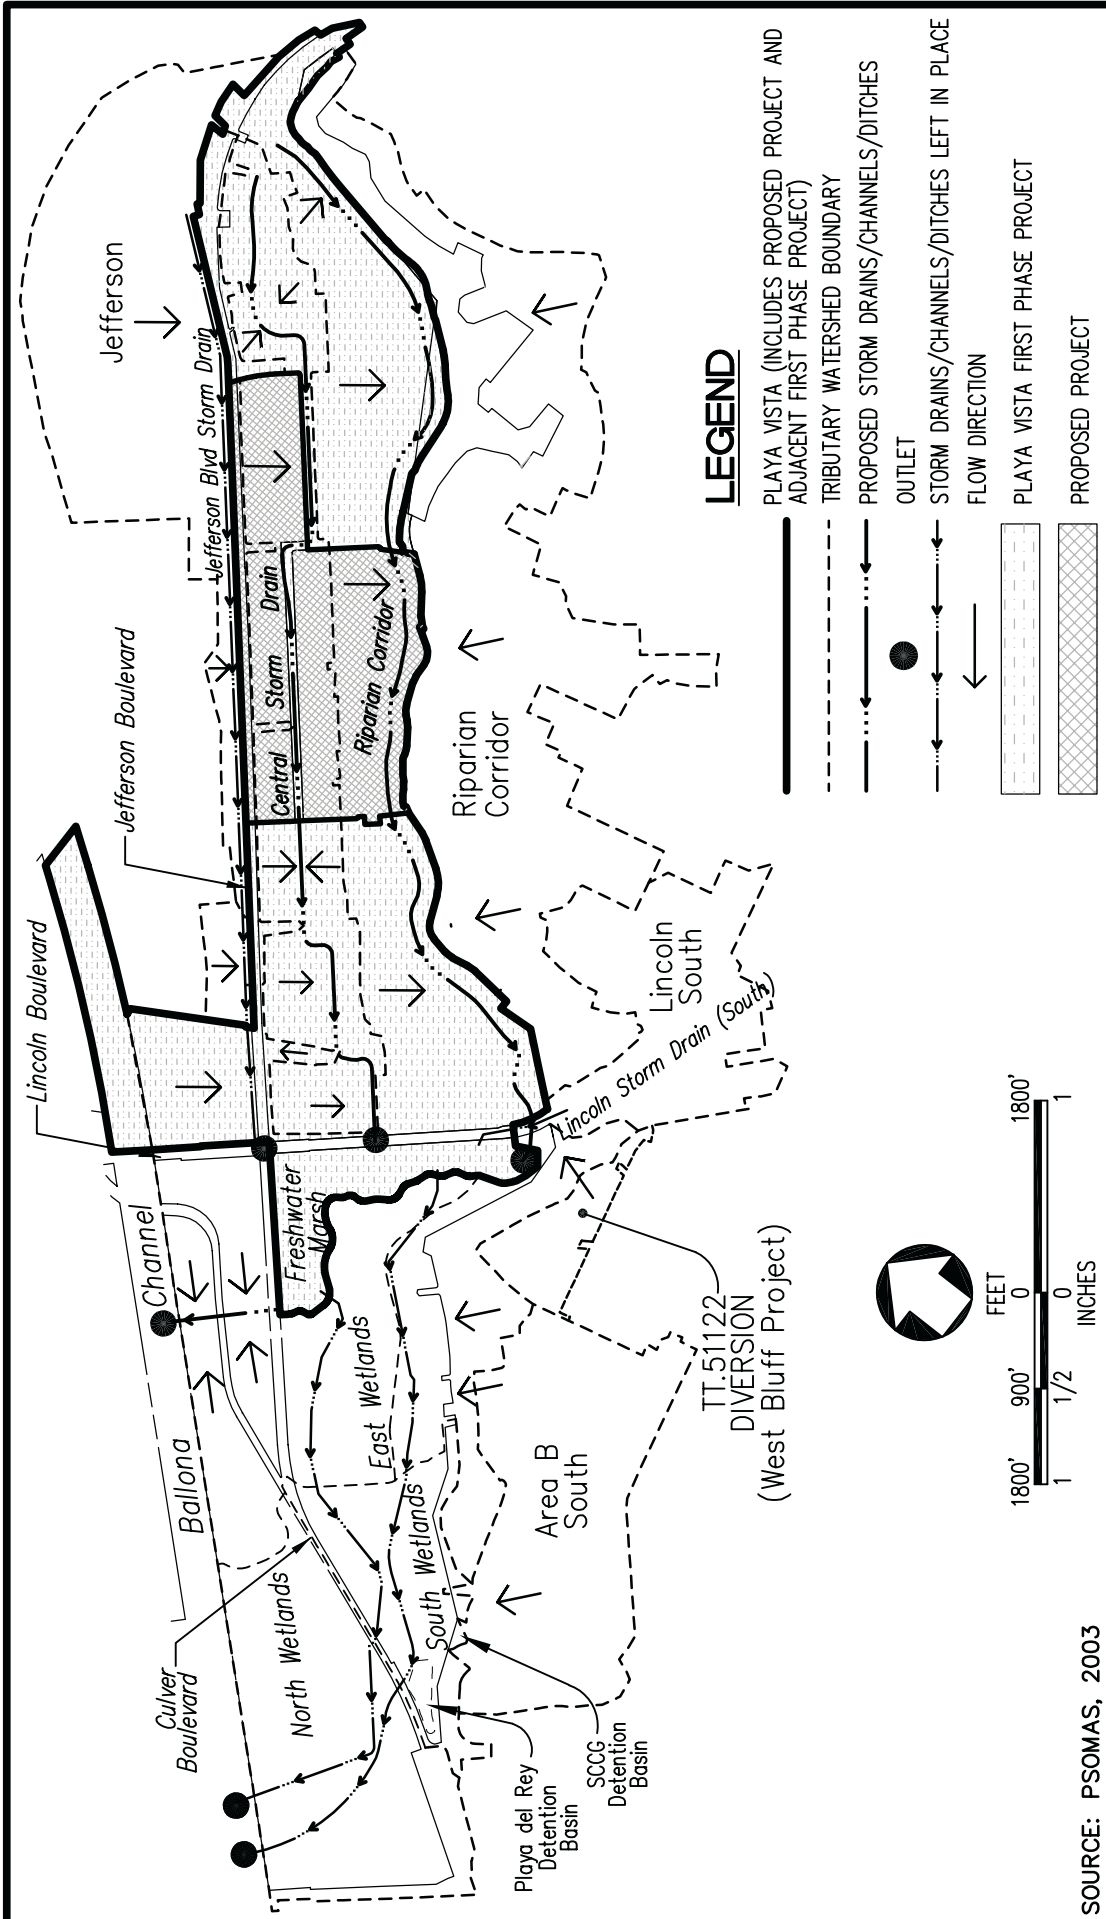 Lincoln Boulevard
Jefferson Boulevard
Jefferson
Jefferson Blvd Storm Drain
Central Storm Drain
Riparian Corridor
Riparian
Corridor
Lincoln
South
Lincoln Storm Drain (South)
Freshwater
Marsh
Ballona Channel
East Wetlands
South Wetlands
North Wetlands
Culver
Boulevard
Area B
South
TT.51122
DIVERSION
(West Bluff Project)
Playa del Rey
Detention
Basin
SCCG
Detention
Basin
LEGEND
PLAYA VISTA (INCLUDES PROPOSED PROJECT AND
ADJACENT FIRST PHASE PROJECT)
TRIBUTARY WATERSHED BOUNDARY
PROPOSED STORM DRAINS/CHANNELS/DITCHES
OUTLET
STORM DRAINS/CHANNELS/DITCHES LEFT IN PLACE
FLOW DIRECTION
PLAYA VISTA FIRST PHASE PROJECT
PROPOSED PROJECT
FEET
1800' 900' 0 1800'
1 1/2 0 1
INCHES
SOURCE: PSOMAS, 2003